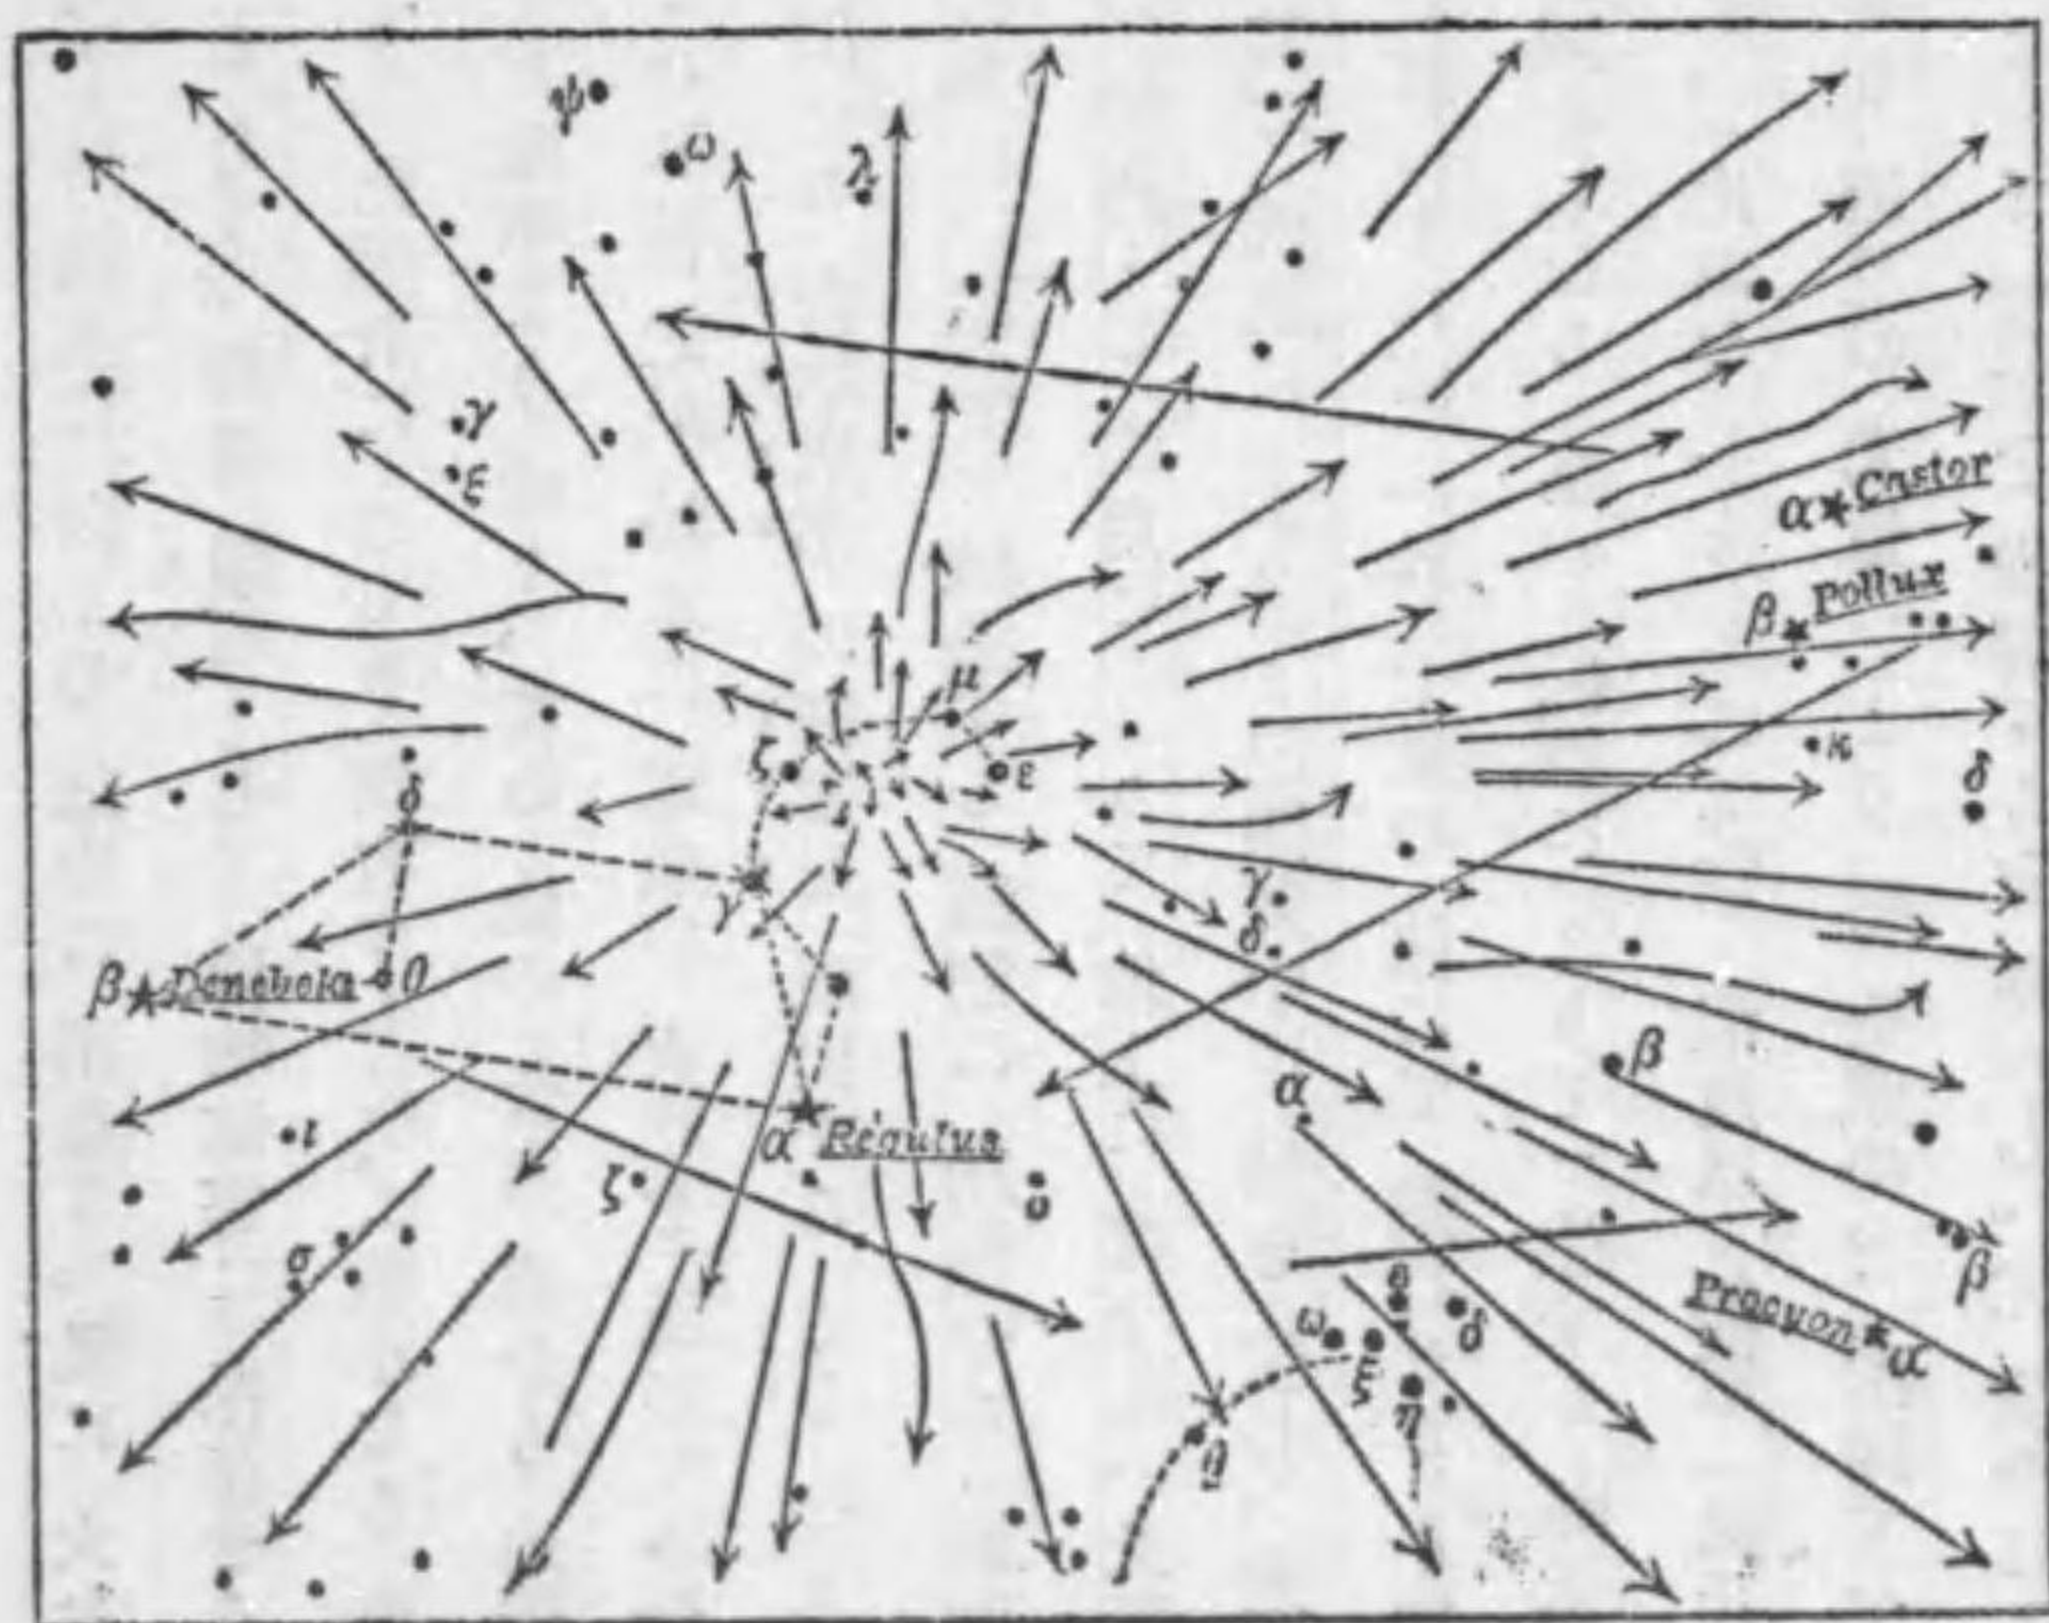 ψ
ω
λ
γ
ξ
α Castor
β Pollux
μ
ζ
ε
κ
δ
δ
γ
γ
δ
β Denebola θ
β
α
α Regulus
ι
ζ
ο
σ
β
ε
δ
ω
ξ
Procyon α
η
θ